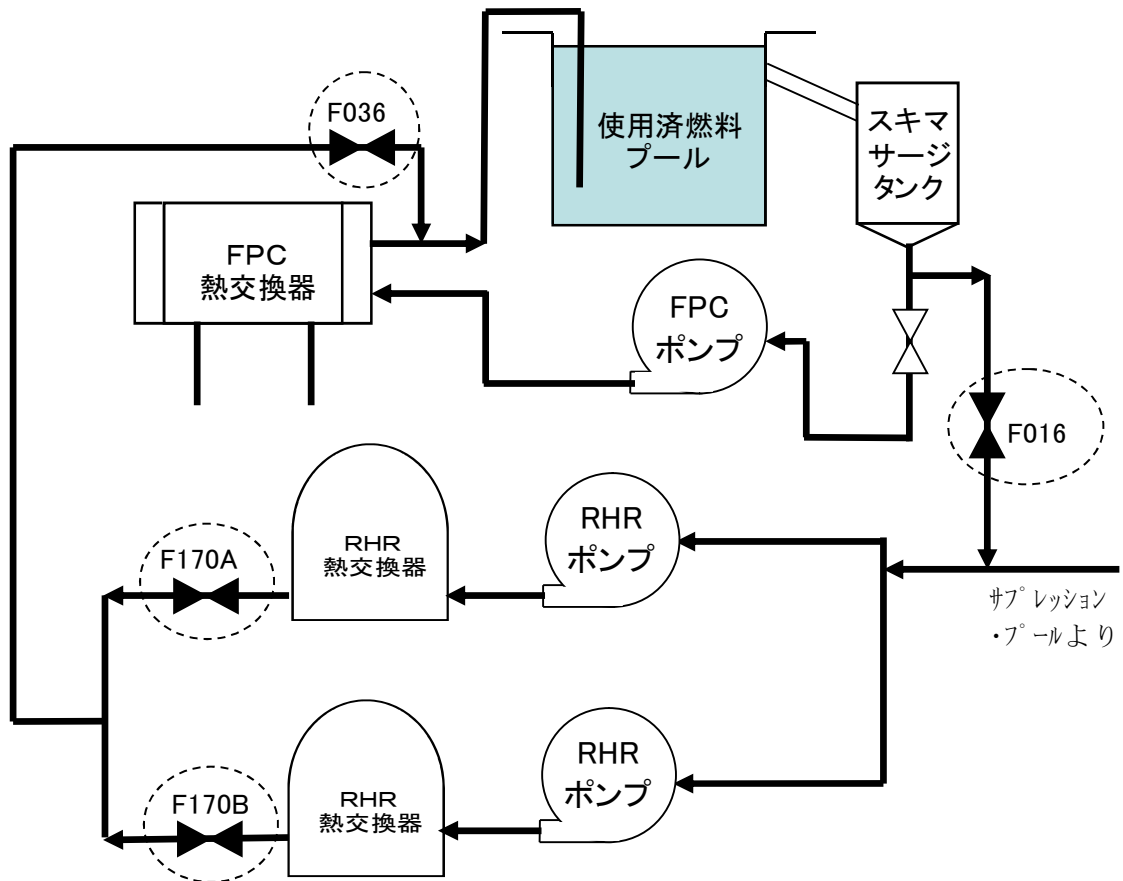 F036
使用済燃料
プール
スキマ
サージ
タンク
FPC
熱交換器
FPC
ポンプ
F016
RHR
ポンプ
RHR
熱交換器
F170A
サプレッション
・プールより
RHR
ポンプ
RHR
熱交換器
F170B